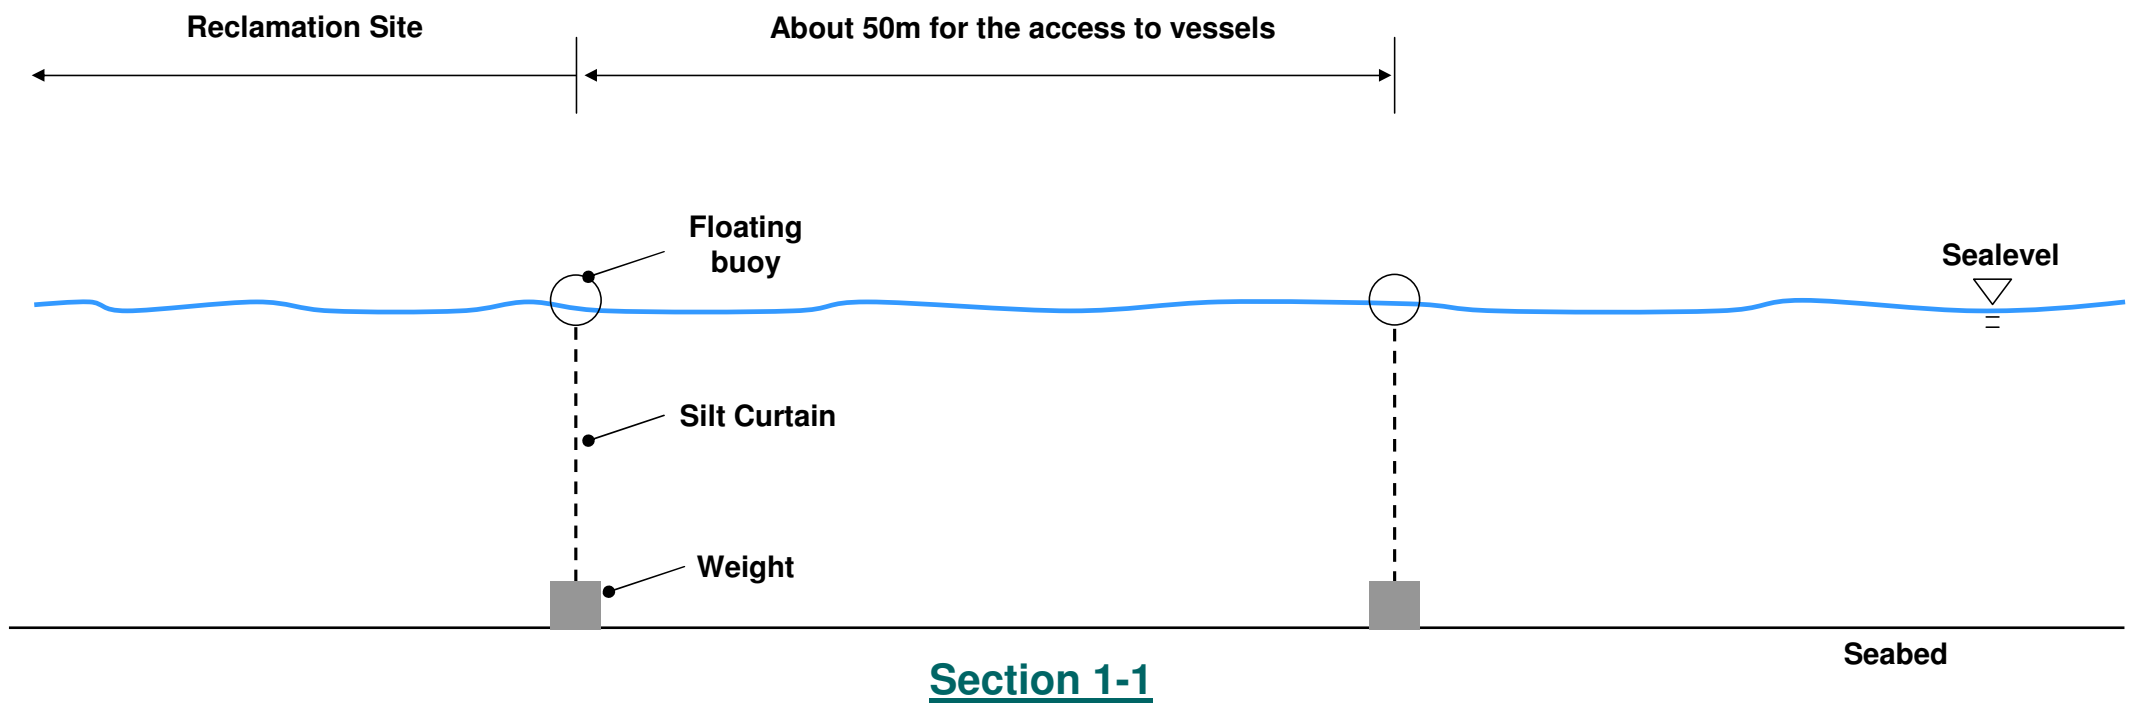 Reclamation Site
About 50m for the access to vessels
Floating
buoy
Sealevel
Silt Curtain
Weight
Seabed
Section 1-1